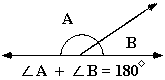 A
B
∠A + ∠B = 180°